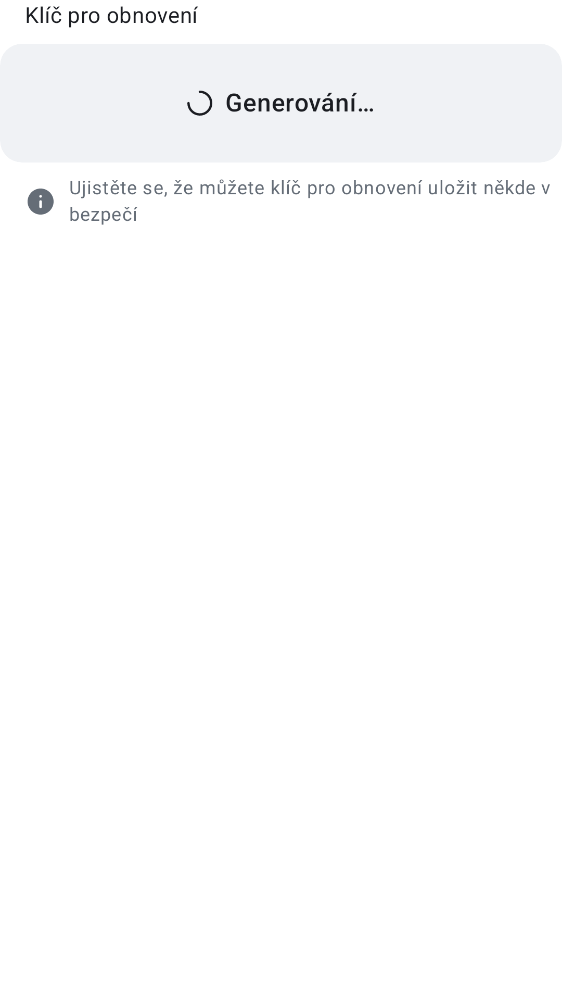 Klíč pro obnovení
Generování…
Ujistěte se, že můžete klíč pro obnovení uložit někde v
bezpečí